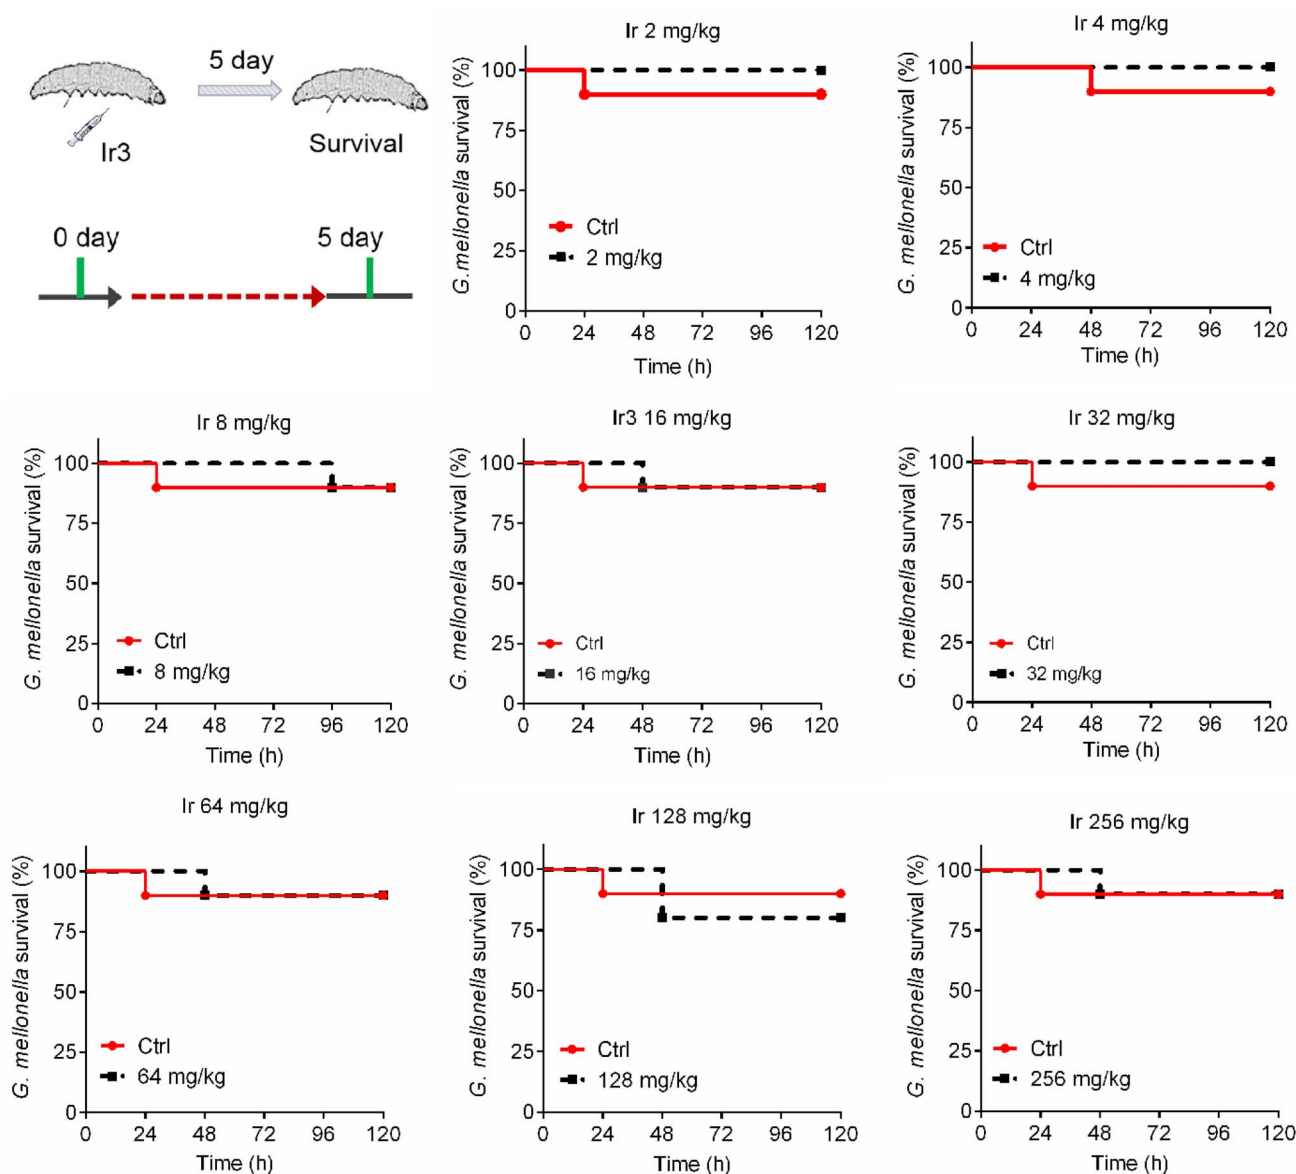 5 day
Ir3
Survival
0 day
5 day
Ir 2 mg/kg
G.mellonella survival (%)
100
75
50
25
0
Ctrl
2 mg/kg
0 24 48 72 96 120
Time (h)
Ir 4 mg/kg
G. mellonella survival (%)
100
75
50
25
0
Ctrl
4 mg/kg
0 24 48 72 96 120
Time (h)
Ir 8 mg/kg
G. mellonella survival (%)
100
75
50
25
0
Ctrl
8 mg/kg
0 24 48 72 96 120
Time (h)
Ir3 16 mg/kg
G. mellonella survival (%)
100
75
50
25
0
Ctrl
16 mg/kg
0 24 48 72 96 120
Time (h)
Ir 32 mg/kg
G. mellonella survival (%)
100
75
50
25
0
Ctrl
32 mg/kg
0 24 48 72 96 120
Time (h)
Ir 64 mg/kg
G. mellonella survival (%)
100
75
50
25
0
Ctrl
64 mg/kg
0 24 48 72 96 120
Time (h)
Ir 128 mg/kg
G. mellonella survival (%)
100
75
50
25
0
Ctrl
128 mg/kg
0 24 48 72 96 120
Time (h)
Ir 256 mg/kg
G. mellonella survival (%)
100
75
50
25
0
Ctrl
256 mg/kg
0 24 48 72 96 120
Time (h)